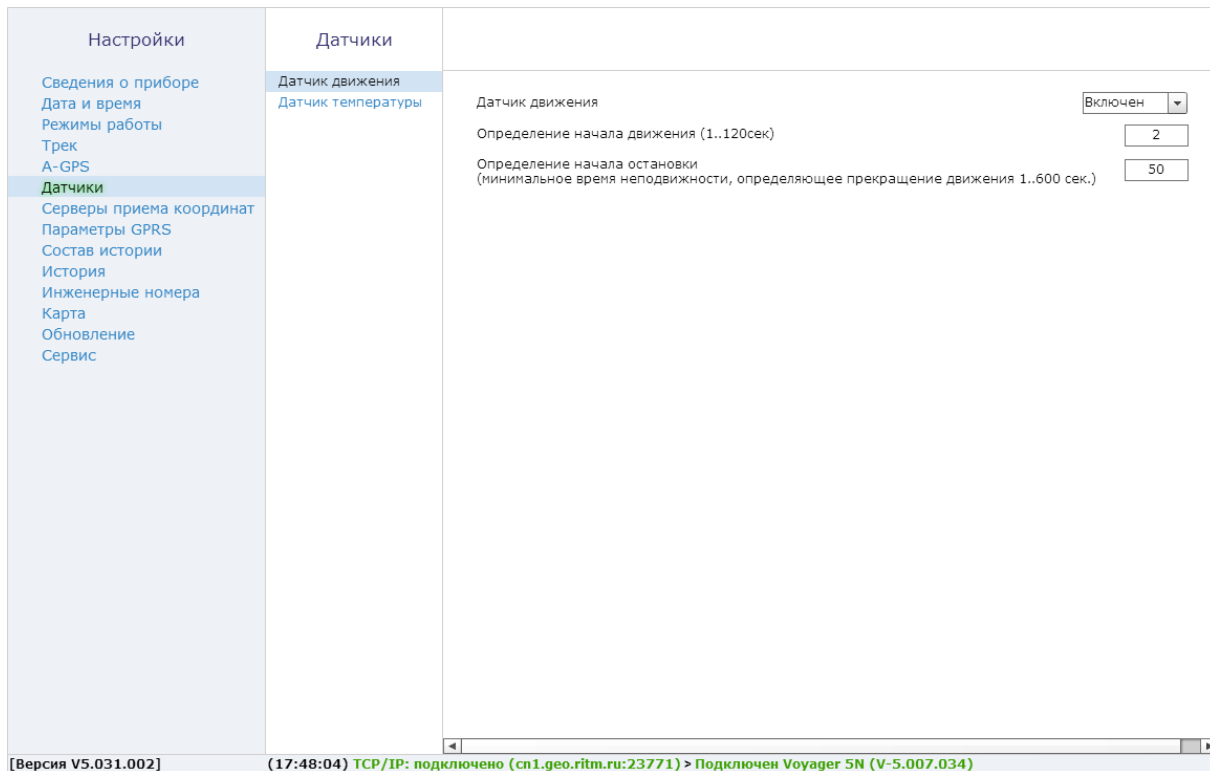 Настройки
Сведения о приборе
Дата и время
Режимы работы
Трек
A-GPS
Датчики
Серверы приема координат
Параметры GPRS
Состав истории
История
Инженерные номера
Карта
Обновление
Сервис
Датчики
Датчик движения
Датчик температуры
Датчик движения Включен
Определение начала движения (1..120сек) 2
Определение начала остановки
(минимальное время неподвижности, определяющее прекращение движения 1..600 сек.) 50
[Версия V5.031.002] (17:48:04) TCP/IP: подключено (cn1.geo.ritm.ru:23771) > Подключен Voyager 5N (V-5.007.034)